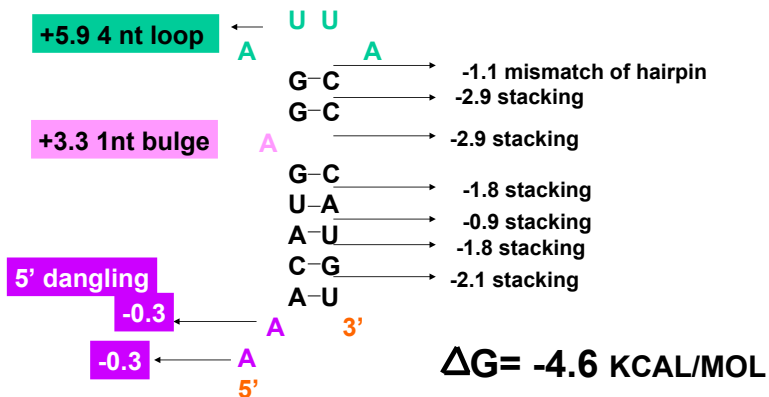 +5.9 4 nt loop
U U
A A
G–C
-1.1 mismatch of hairpin
-2.9 stacking
G–C
+3.3 1nt bulge
A
-2.9 stacking
G–C
-1.8 stacking
U–A
-0.9 stacking
A–U
-1.8 stacking
C–G
-2.1 stacking
A–U
5’ dangling
-0.3
A
3’
-0.3
A
5’
ΔG= -4.6 KCAL/MOL